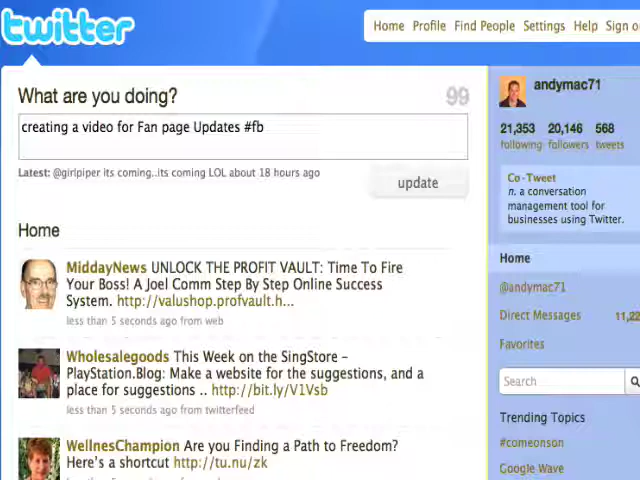 twitter
Home Profile Find People Settings Help Sign
What are you doing?
99
creating a video for Fan page Updates #fb
Latest: @girlpiper its coming..its coming LOL about 18 hours ago
update
Home
MiddayNews UNLOCK THE PROFIT VAULT: Time To Fire
Your Boss! A Joel Comm Step By Step Online Success
System. http://valushop.profvault.h...
less than 5 seconds ago from web
Wholesalegoods This Week on the SingStore –
PlayStation.Blog: Make a website for the suggestions, and a
place for suggestions .. http://bit.ly/V1Vsb
less than 5 seconds ago from twitterfeed
WellnesChampion Are you Finding a Path to Freedom?
Here's a shortcut http://tu.nu/zk
andymac71
21,353 20,146 568
following followers tweets
Co-Tweet
n. a conversation
management tool for
businesses using Twitter.
Home
@andymac71
Direct Messages 11,22
Favorites
Search
Trending Topics
#comeonson
Google Wave